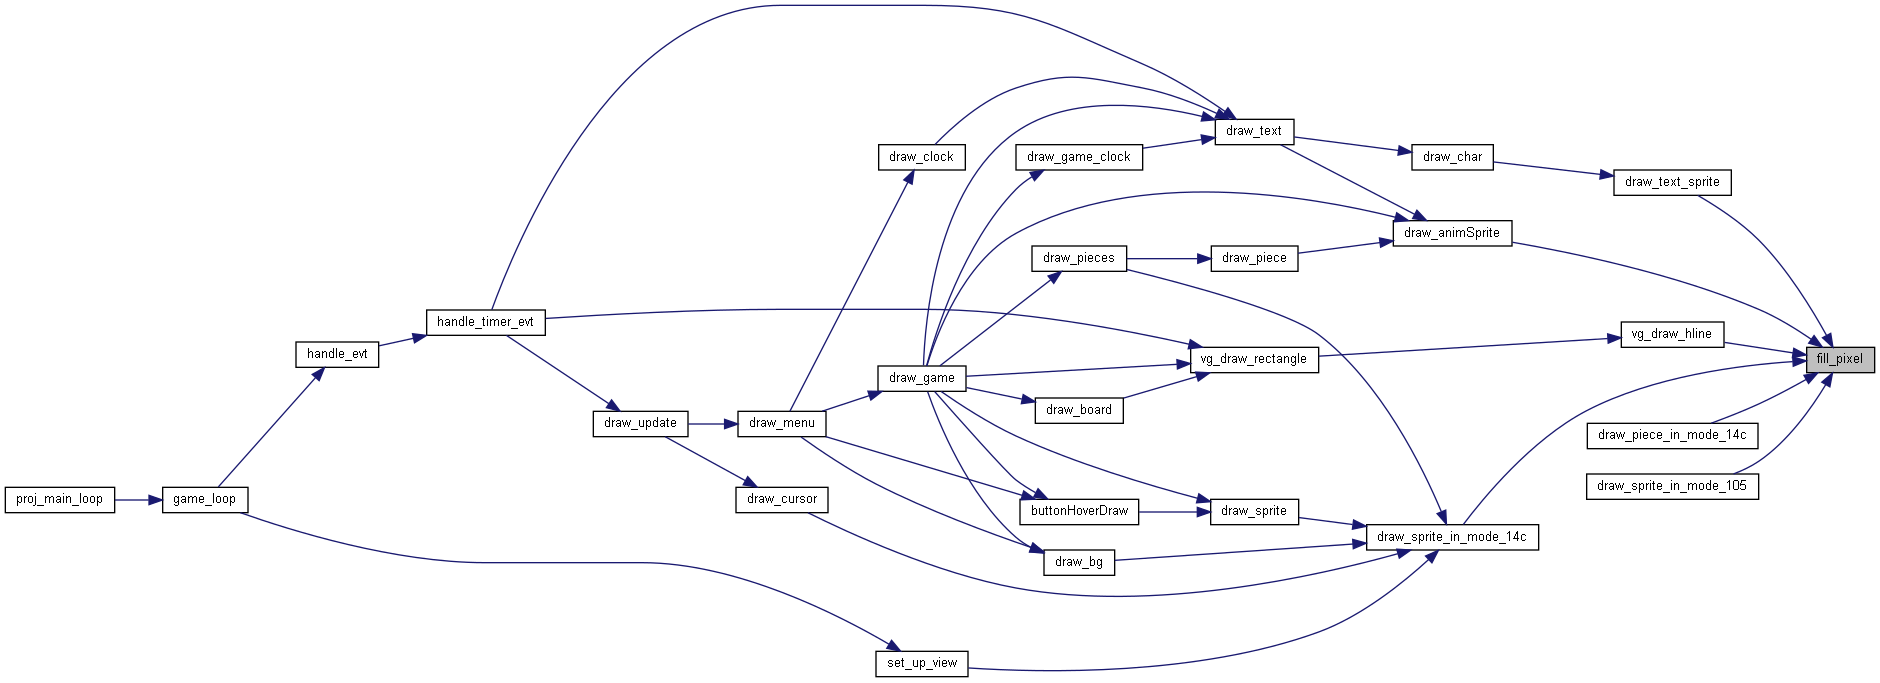 draw_text
draw_clock
draw_game_clock
draw_char
draw_text_sprite
draw_animSprite
draw_pieces
draw_piece
handle_timer_evt
vg_draw_hline
handle_evt
vg_draw_rectangle
fill_pixel
draw_game
draw_board
draw_update
draw_menu
draw_piece_in_mode_14c
draw_sprite_in_mode_105
proj_main_loop
game_loop
draw_cursor
buttonHoverDraw
draw_sprite
draw_sprite_in_mode_14c
draw_bg
set_up_view